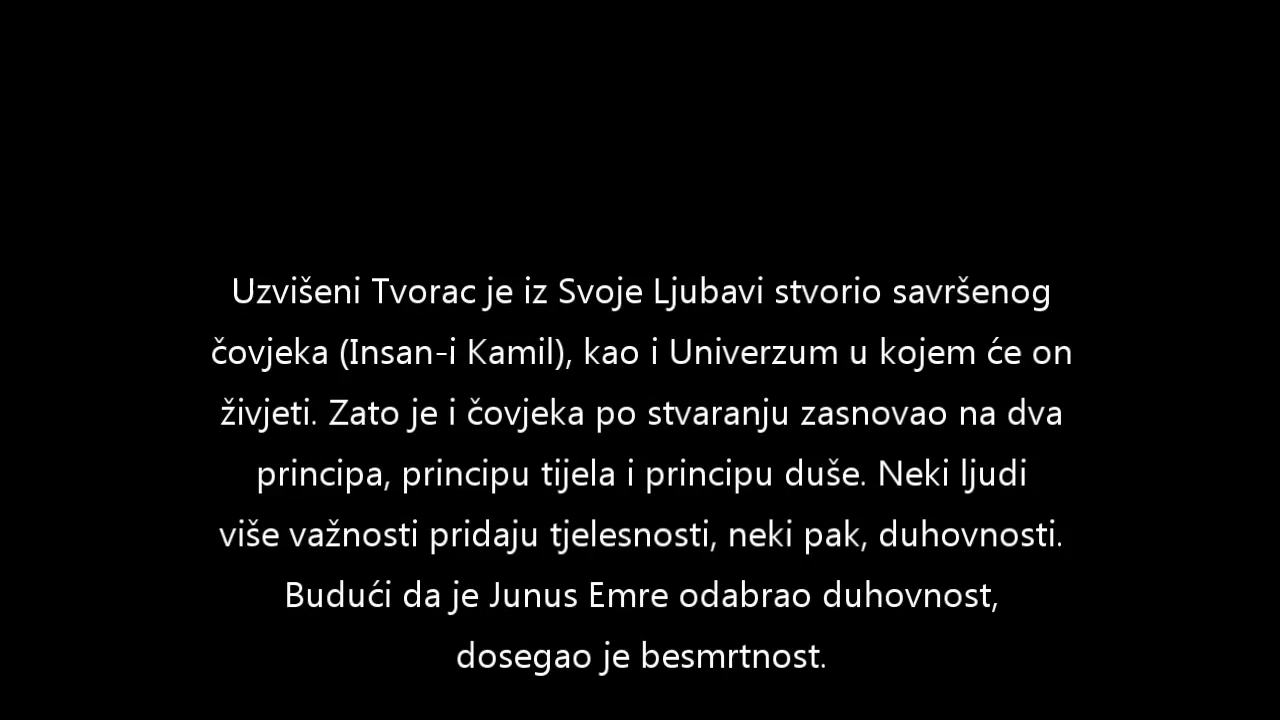 Uzvišeni Tvorac je iz Svoje Ljubavi stvorio savršenog
čovjeka (Insan-i Kamil), kao i Univerzum u kojem će on
živjeti. Zato je i čovjeka po stvaranju zasnovao na dva
principa, principu tijela i principu duše. Neki ljudi
više važnosti pridaju tjelesnosti, neki pak, duhovnosti.
Budući da je Junus Emre odabrao duhovnost,
dosegao je besmrtnost.